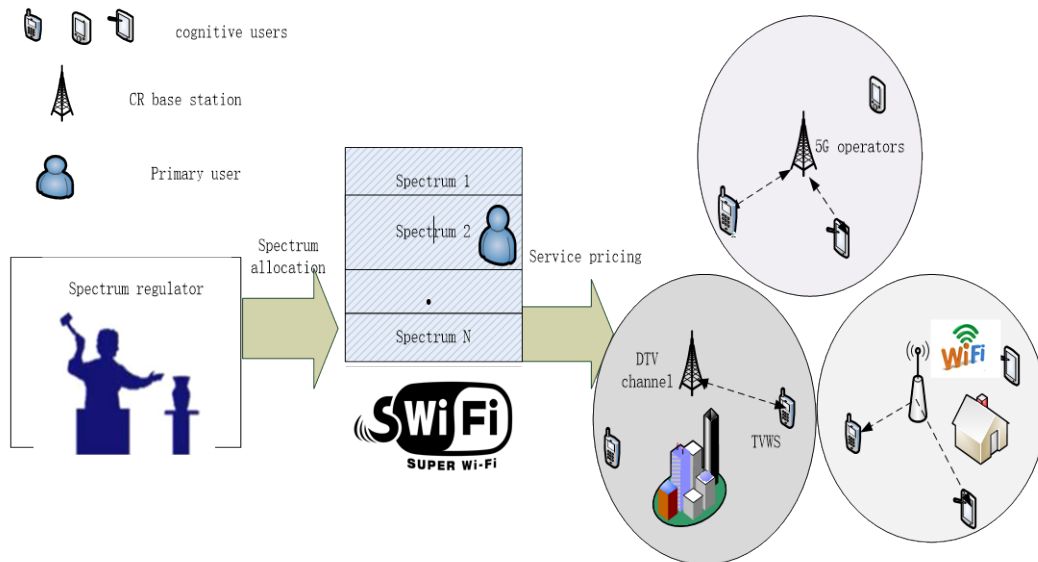 cognitive users
CR base station
Primary user
Spectrum regulator
Spectrum
allocation
Spectrum 1
Spectrum 2
Spectrum N
SWiFi
SUPER Wi-Fi
Service pricing
5G operators
DTV
channel
TVWS
WiFi